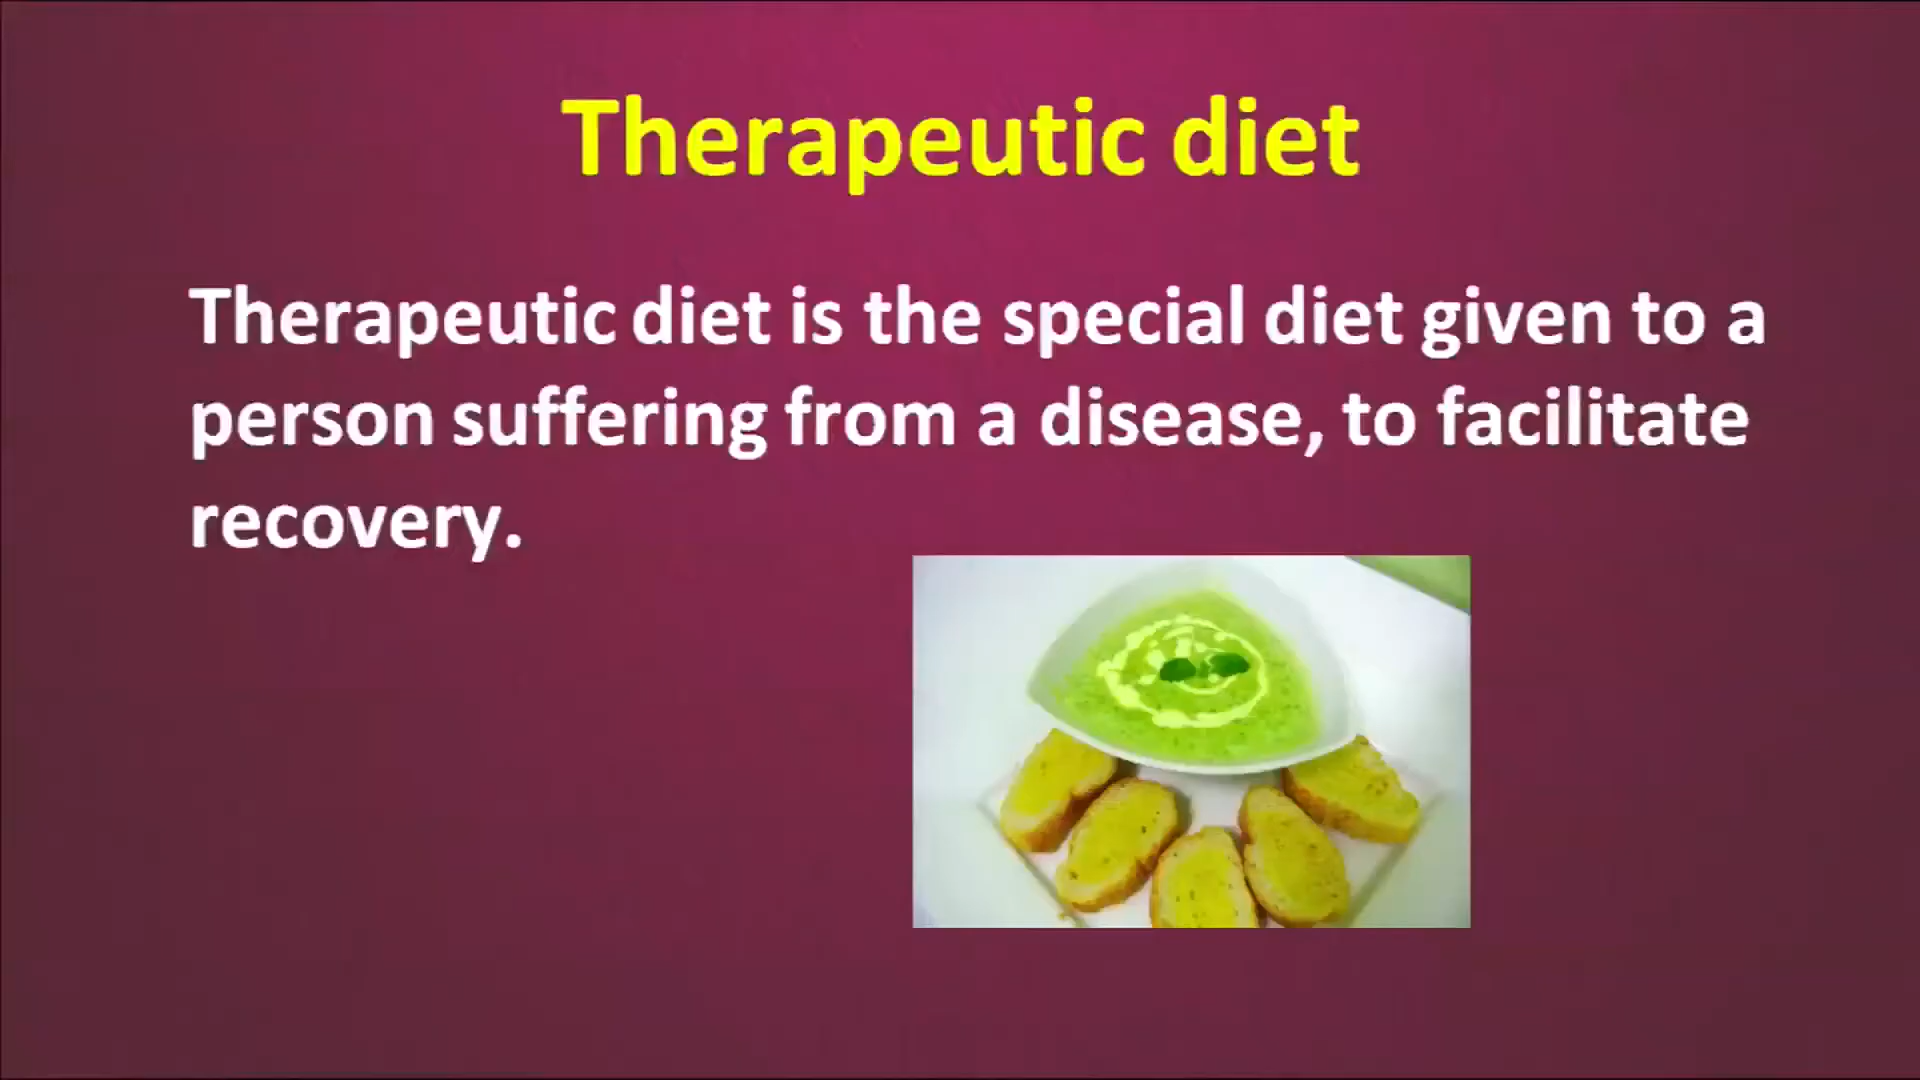 Therapeutic diet
Therapeutic diet is the special diet given to a
person suffering from a disease, to facilitate
recovery.